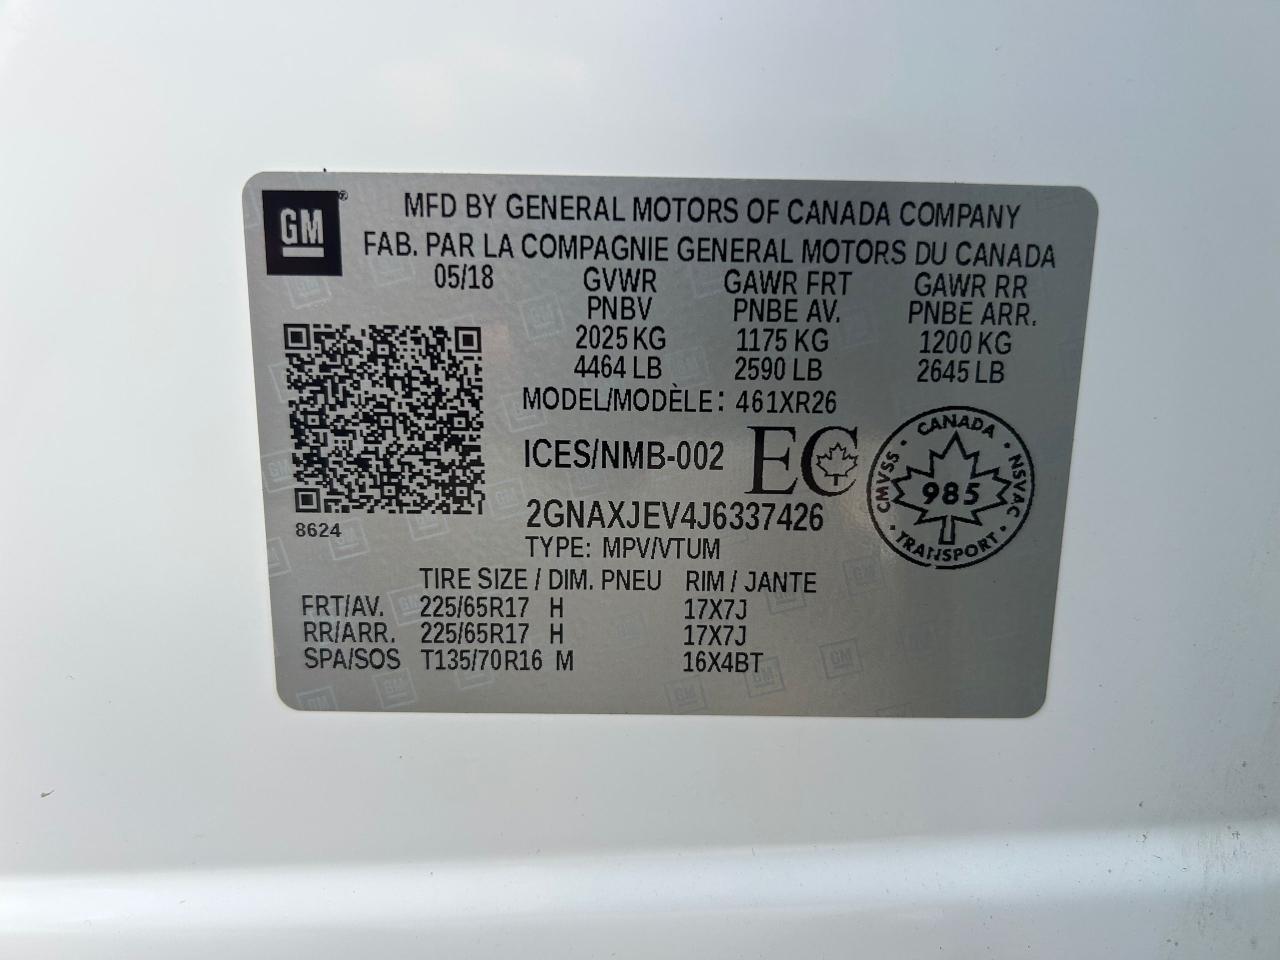 GM ®
MFD BY GENERAL MOTORS OF CANADA COMPANY
FAB. PAR LA COMPAGNIE GENERAL MOTORS DU CANADA
05/18 GVWR GAWR FRT GAWR RR
PNBV PNBE AV. PNBE ARR.
2025 KG 1175 KG 1200 KG
4464 LB 2590 LB 2645 LB
MODEL/MODÈLE: 461XR26
ICES/NMB-002 EC
CANADA
CMVSS 985 NSVAC
TRANSPORT
2GNAXJEV4J6337426
8624
TYPE: MPV/VTUM
TIRE SIZE / DIM. PNEU RIM / JANTE
FRT/AV. 225/65R17 H 17X7J
RR/ARR. 225/65R17 H 17X7J
SPA/SOS T135/70R16 M 16X4BT